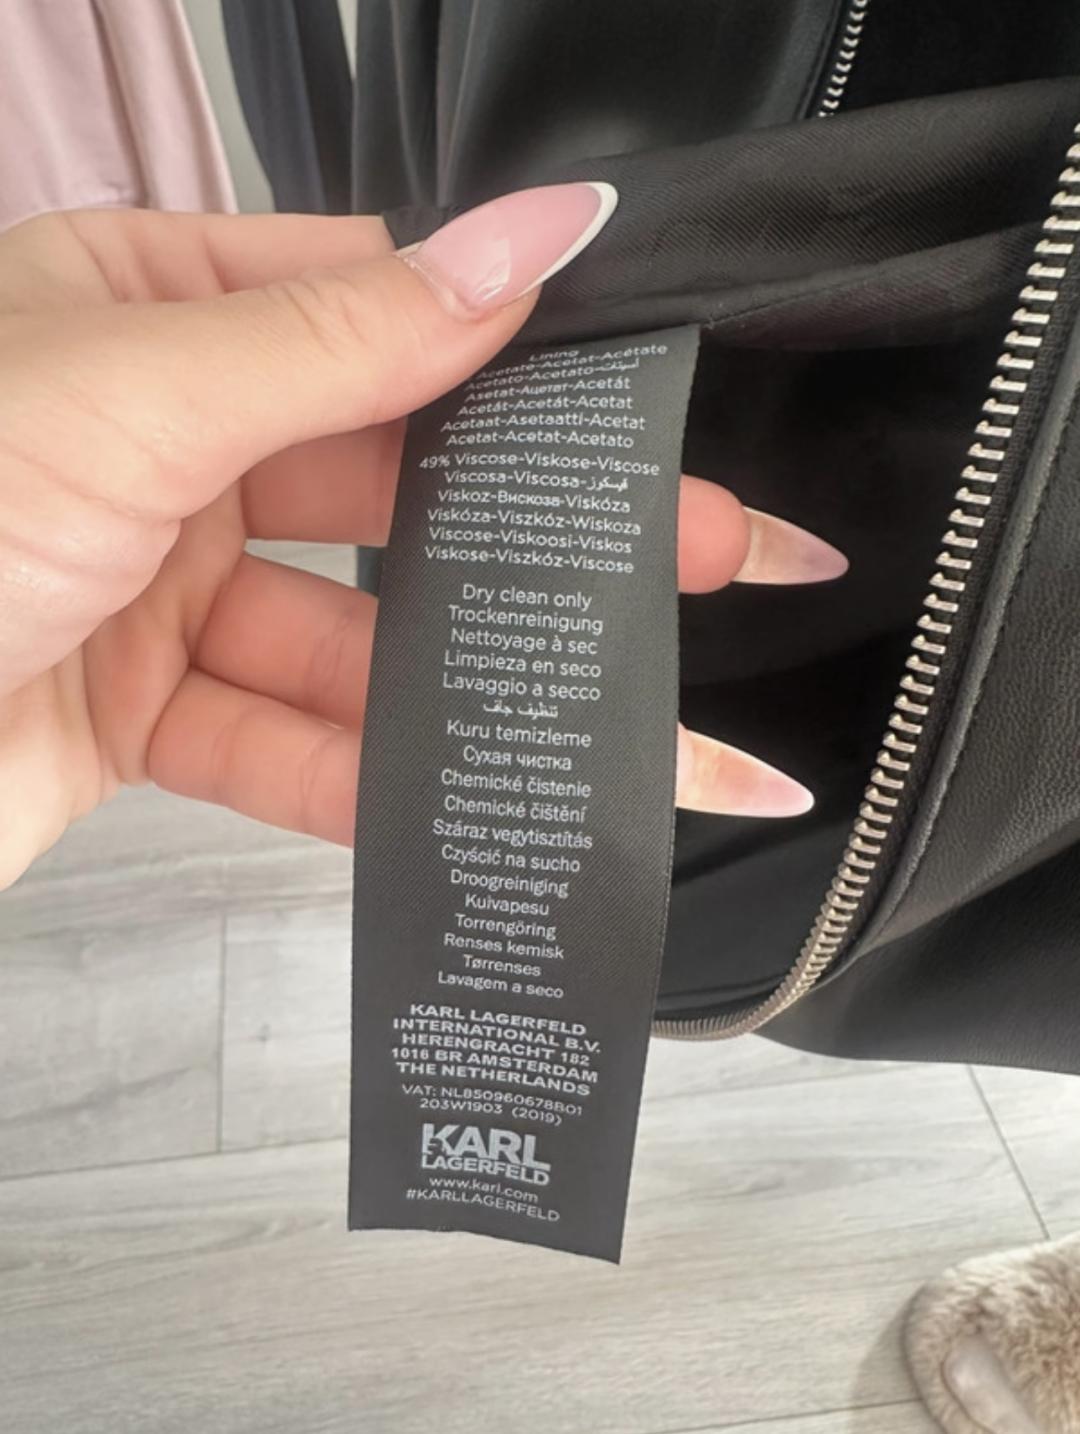 Lining
Acetate-Acetat-Acétate
Acetato-Acetato-أسيتات
Asetat-Ацетат-Acetát
Acetát-Acetát-Acetat
Acetaat-Asetaatti-Acetat
Acetat-Acetat-Acetato
49% Viscose-Viskose-Viscose
Viscosa-Viscosa-فيسكوز
Viskoz-Вискоза-Viskóza
Viskóza-Viszkóz-Wiskoza
Viscose-Viskoosi-Viskos
Viskose-Viszkóz-Viscose
Dry clean only
Trockenreinigung
Nettoyage à sec
Limpieza en seco
Lavaggio a secco
تنظيف جاف
Kuru temizleme
Сухая чистка
Chemické čistenie
Chemické čištění
Száraz vegytisztítás
Czyścić na sucho
Droogreiniging
Kuivapesu
Torrengöring
Renses kemisk
Tørrenses
Lavagem a seco
KARL LAGERFELD
INTERNATIONAL B.V.
HERENGRACHT 182
1016 BR AMSTERDAM
THE NETHERLANDS
VAT: NL850960678B01
203W1903 (2019)
KARL
LAGERFELD
www.karl.com
#KARLLAGERFELD